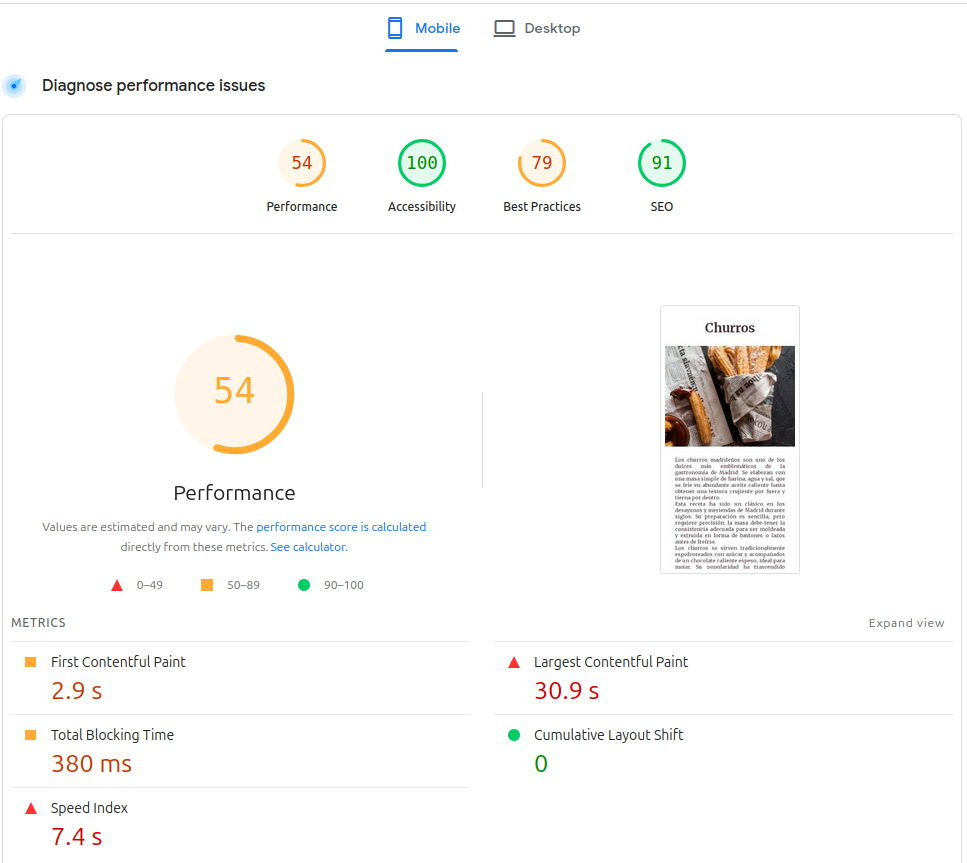 Mobile
Desktop
Diagnose performance issues
54
100
79
91
Performance
Accessibility
Best Practices
SEO
54
Performance
Values are estimated and may vary. The performance score is calculated
directly from these metrics. See calculator.
0–49
50–89
90–100
Churros
Los churros madrileños son uno de los
dulces más emblemáticos de la
gastronomía de Madrid. Se elaboran con
una masa simple de harina, agua y sal, que
se fríe en abundante aceite caliente hasta
obtener una textura crujiente por fuera y
tierna por dentro.
Esta receta ha sido un clásico en los
desayunos y meriendas de Madrid durante
siglos. Su preparación es sencilla, pero
requiere precisión: la masa debe tener la
consistencia adecuada para ser moldeada
y extruida en forma de bastones o lazos
antes de freírse.
Los churros se sirven tradicionalmente
espolvoreados con azúcar y acompañados
de un chocolate caliente espeso, ideal para
mojar. Su popularidad ha trascendido
METRICS
Expand view
First Contentful Paint
2.9 s
Largest Contentful Paint
30.9 s
Total Blocking Time
380 ms
Cumulative Layout Shift
0
Speed Index
7.4 s